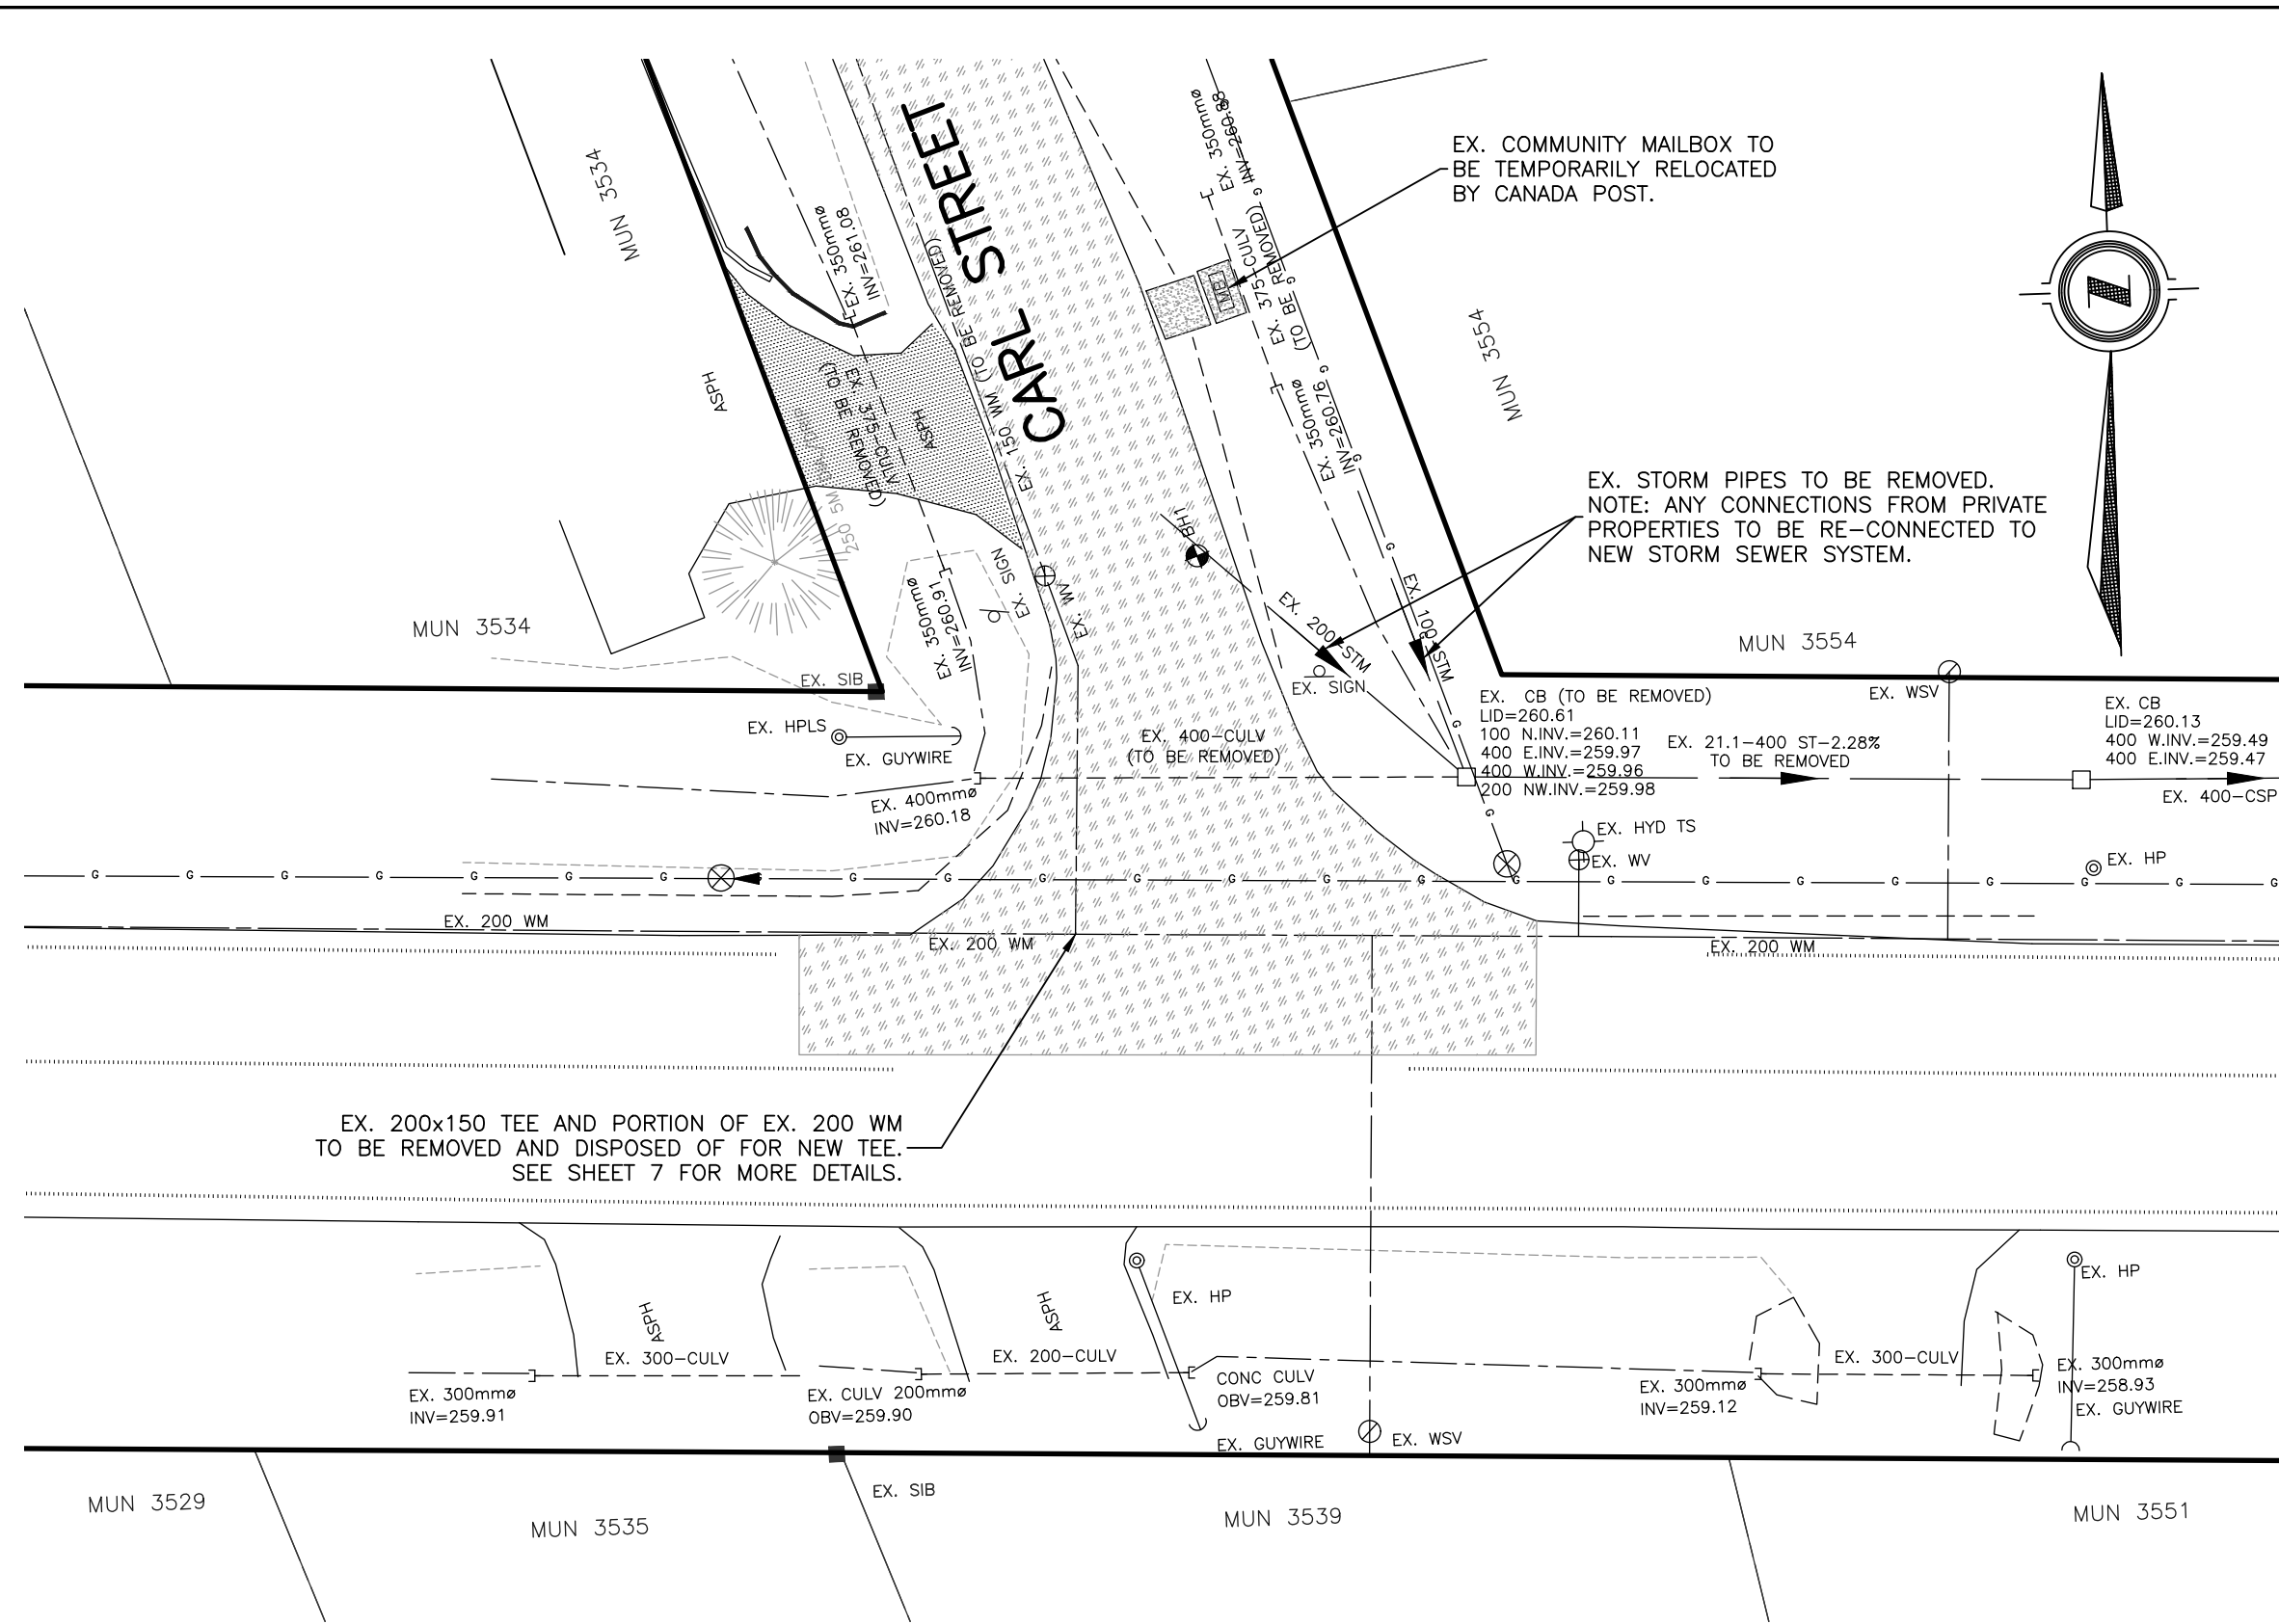 EX. 350mmø
INV=260.88
EX. COMMUNITY MAILBOX TO
BE TEMPORARILY RELOCATED
BY CANADA POST.
MUN 3534
CARL STREET
EX. 350mmø
INV=261.08
EX. 150 WM (TO BE REMOVED)
MBX
EX. 375-CULV
(TO BE REMOVED)
G
G
G
G
G
G
MUN 3554
ASPH
EX. 375-CULV
(TO BE REMOVED)
ASPH
EX. 350mmø
INV=260.76
EX. STORM PIPES TO BE REMOVED.
NOTE: ANY CONNECTIONS FROM PRIVATE
PROPERTIES TO BE RE-CONNECTED TO
NEW STORM SEWER SYSTEM.
BH1
EX. SIGN
EX. WV
EX. 350mmø
INV=260.91
EX. 200-STM
EX. 100-STM
MUN 3534
MUN 3554
EX. SIB
EX. SIGN
EX. WSV
EX. CB (TO BE REMOVED)
LID=260.61
100 N.INV.=260.11
400 E.INV.=259.97
400 W.INV.=259.96
200 NW.INV.=259.98
EX. CB
LID=260.13
400 W.INV.=259.49
400 E.INV.=259.47
EX. HPLS
EX. GUYWIRE
EX. 400-CULV
(TO BE REMOVED)
EX. 21.1-400 ST-2.28%
TO BE REMOVED
EX. 400-CSP
EX. 400mmø
INV=260.18
EX. HYD TS
EX. WV
EX. HP
G G G G G G G G G G G G G G G G G G G G G G G G
EX. 200 WM
EX. 200 WM
EX. 200 WM
EX. 200x150 TEE AND PORTION OF EX. 200 WM
TO BE REMOVED AND DISPOSED OF FOR NEW TEE.
SEE SHEET 7 FOR MORE DETAILS.
EX. HP
EX. HP
ASPH
ASPH
EX. 300-CULV
EX. 200-CULV
EX. 300-CULV
EX. 300mmø
INV=259.91
EX. CULV 200mmø
OBV=259.90
CONC CULV
OBV=259.81
EX. 300mmø
INV=259.12
EX. 300mmø
INV=258.93
EX. GUYWIRE
EX. GUYWIRE
EX. WSV
EX. SIB
MUN 3529
MUN 3535
MUN 3539
MUN 3551